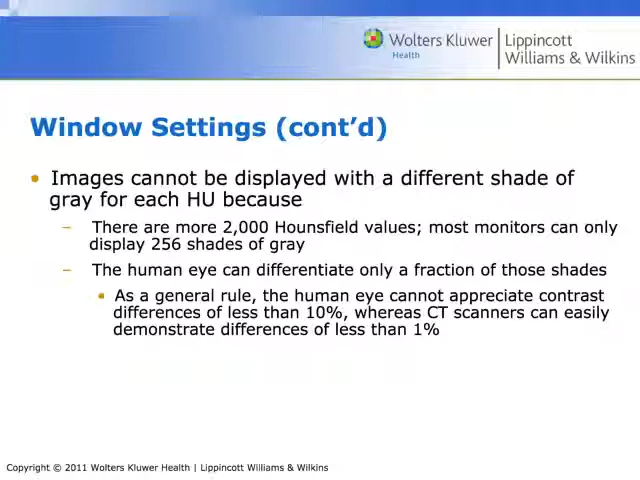 Wolters Kluwer
Health
Lippincott
Williams & Wilkins
Window Settings (cont’d)
• Images cannot be displayed with a different shade of
gray for each HU because
– There are more 2,000 Hounsfield values; most monitors can only
display 256 shades of gray
– The human eye can differentiate only a fraction of those shades
• As a general rule, the human eye cannot appreciate contrast
differences of less than 10%, whereas CT scanners can easily
demonstrate differences of less than 1%
Copyright © 2011 Wolters Kluwer Health | Lippincott Williams & Wilkins